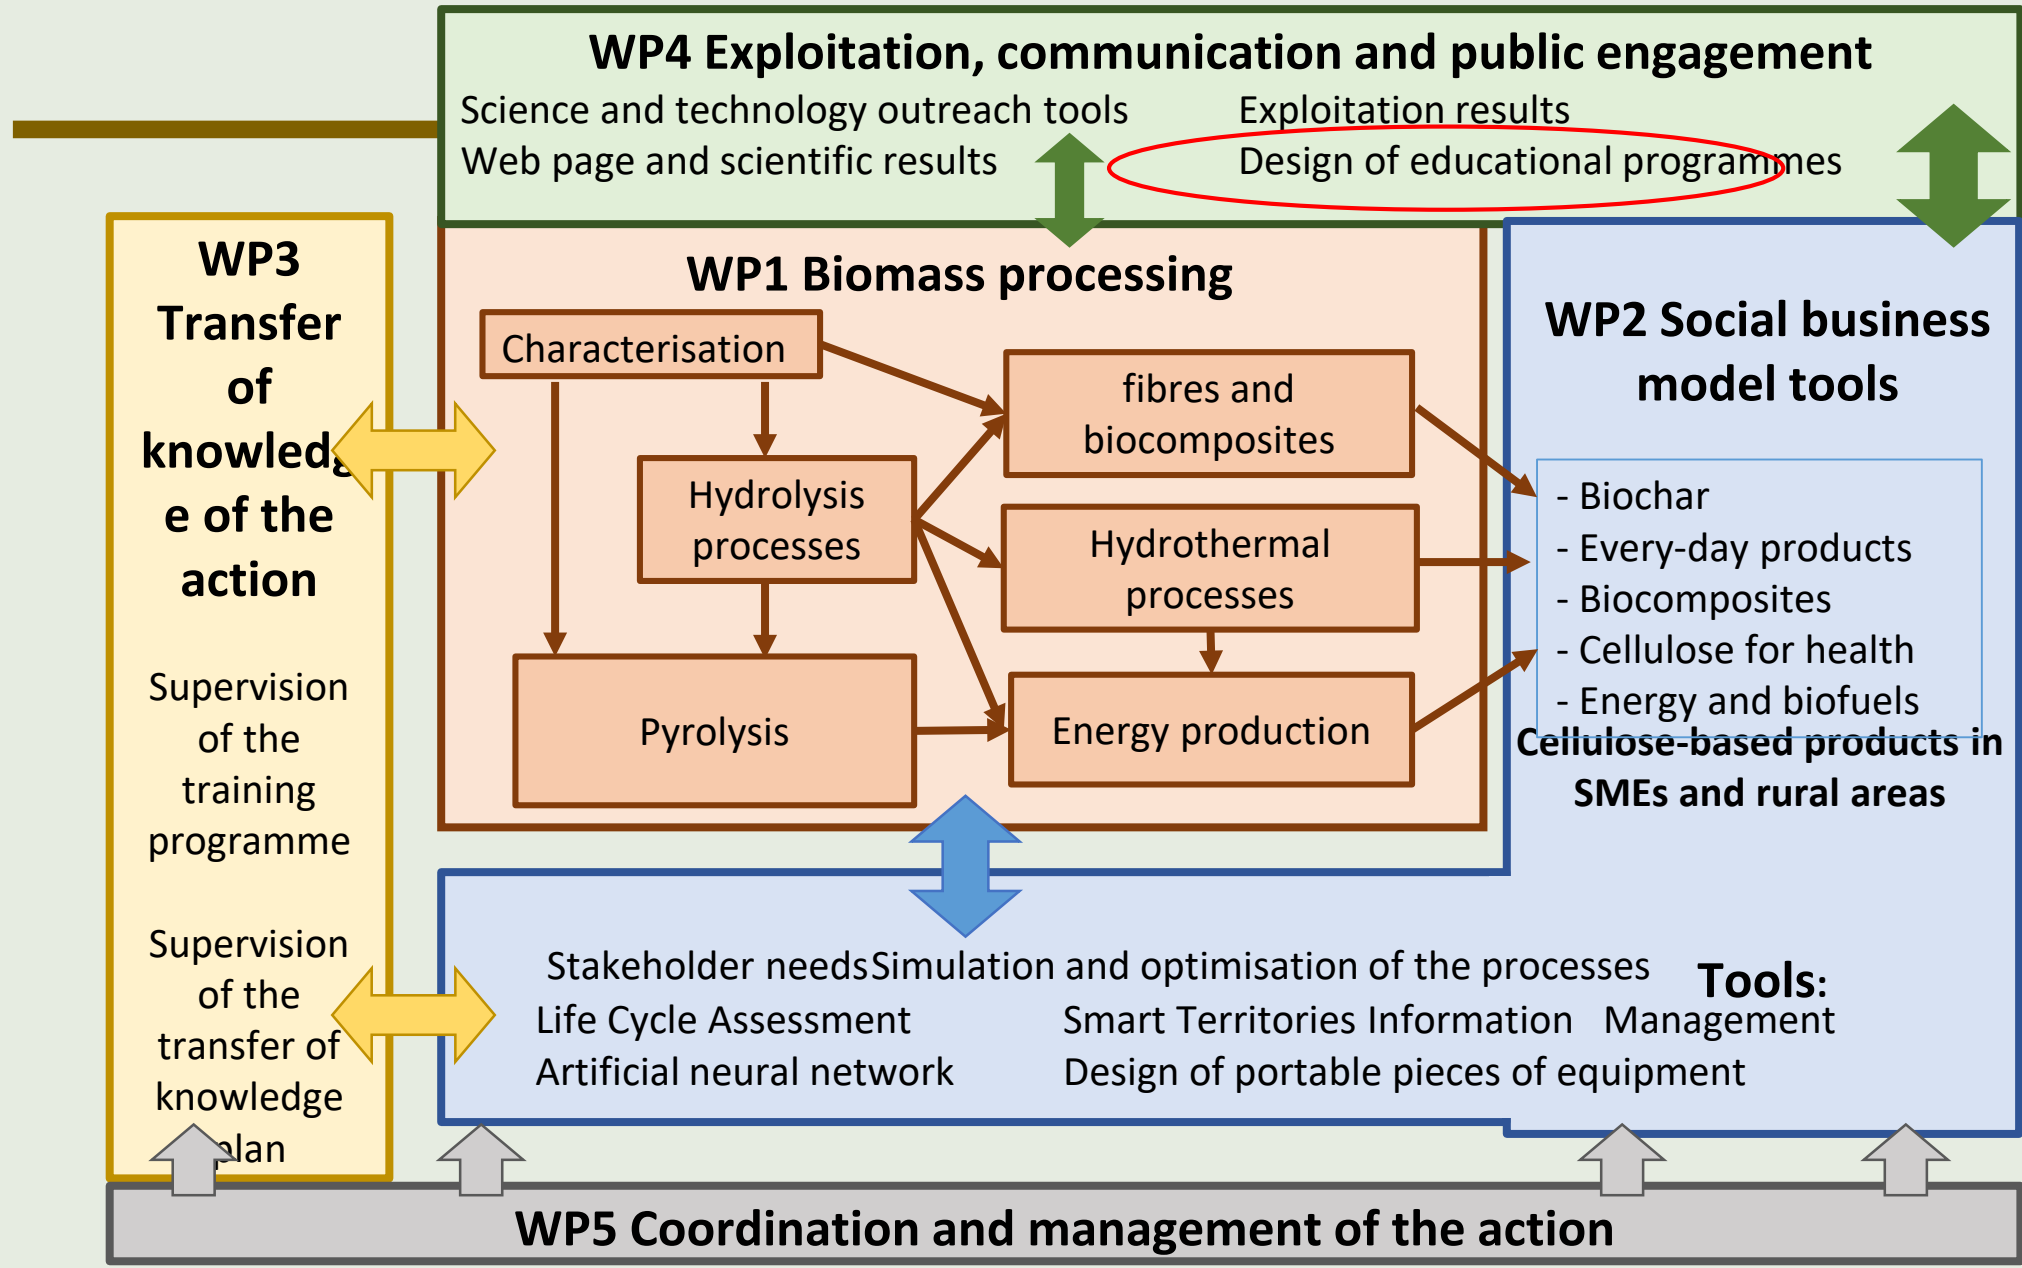 WP4 Exploitation, communication and public engagement
Science and technology outreach tools
Exploitation results
Web page and scientific results
Design of educational programmes
WP3
Transfer
of
knowledg
e of the
action
Supervision
of the
training
programme
Supervision
of the
transfer of
knowledge
plan
WP1 Biomass processing
Characterisation
fibres and
biocomposites
Hydrolysis
processes
Hydrothermal
processes
Pyrolysis
Energy production
WP2 Social business
model tools
- Biochar
- Every-day products
- Biocomposites
- Cellulose for health
- Energy and biofuels
Cellulose-based products in
SMEs and rural areas
Tools:
Stakeholder needs Simulation and optimisation of the processes
Life Cycle Assessment Smart Territories Information Management
Artificial neural network Design of portable pieces of equipment
WP5 Coordination and management of the action